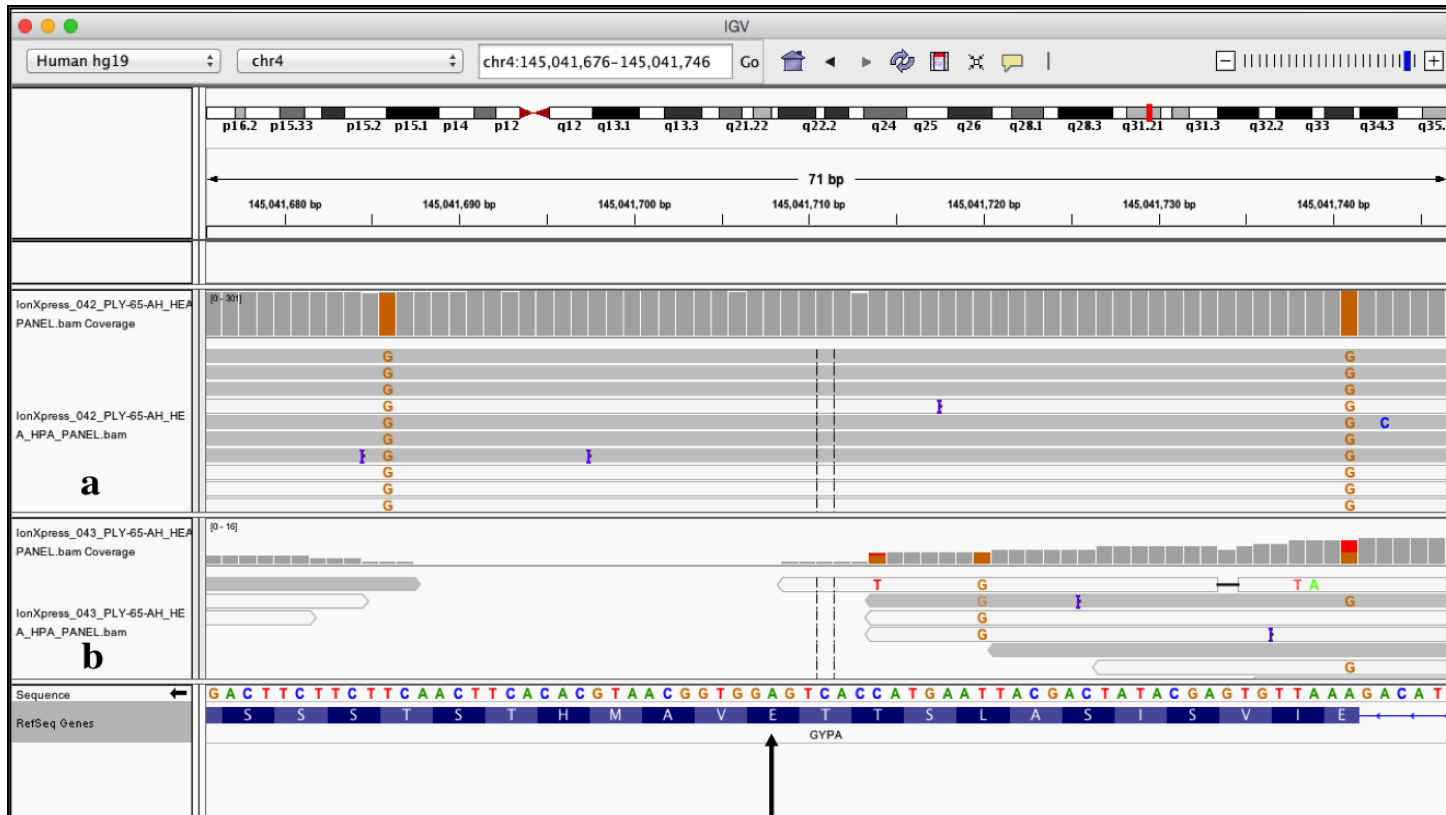 IGV
Human hg19 chr4 chr4:145,041,676-145,041,746 Go
p16.2 p15.33 p15.2 p15.1 p14 p12 q12 q13.1 q13.3 q21.22 q22.2 q24 q25 q26 q28.1 q28.3 q31.21 q31.3 q32.2 q33 q34.3 q35.
71 bp
145,041,680 bp 145,041,690 bp 145,041,700 bp 145,041,710 bp 145,041,720 bp 145,041,730 bp 145,041,740 bp
IonXpress_042_PLY-65-AH_HEA
PANEL.bam Coverage
[0 - 301]
G G
G G
G G
G G
G G C
G G
G G
G G
G G
G G
IonXpress_042_PLY-65-AH_HE
A_HPA_PANEL.bam
a
IonXpress_043_PLY-65-AH_HEA
PANEL.bam Coverage
[0 - 16]
T G T A
G G
G
G
G
IonXpress_043_PLY-65-AH_HE
A_HPA_PANEL.bam
b
Sequence
G A C T T C T T C T T C A A C T T C A C A C G T A A C G G T G G A G T C A C C A T G A A T T A C G A C T A T A C G A G T G T T A A A G A C A T
RefSeq Genes
S S S T S T H M A V E T T S L A S I S V I E
GYPA